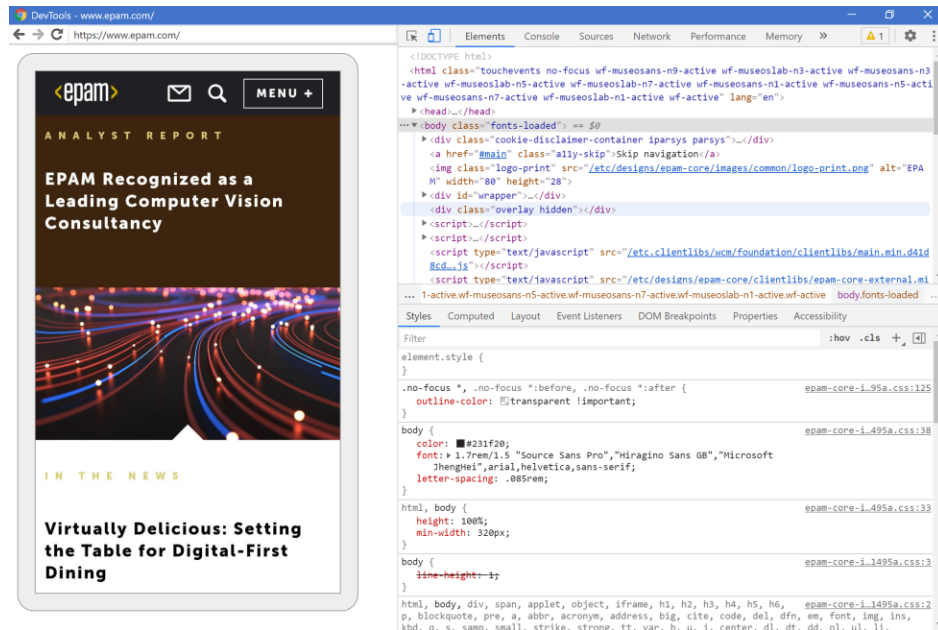 DevTools - www.epam.com/
https://www.epam.com/
<epam>
MENU +
ANALYST REPORT
EPAM Recognized as a
Leading Computer Vision
Consultancy
IN THE NEWS
Virtually Delicious: Setting
the Table for Digital-First
Dining
Elements Console Sources Network Performance Memory » 1
<!DOCTYPE html>
<html class="touchevents no-focus wf-museosans-n9-active wf-museoslab-n3-active wf-museosans-n3
-active wf-museoslab-n5-active wf-museoslab-n7-active wf-museosans-n1-active wf-museosans-n5-acti
ve wf-museosans-n7-active wf-museoslab-n1-active wf-active" lang="en">
<head>…</head>
<body class="fonts-loaded"> == $0
<div class="cookie-disclaimer-container iparsys parsys">…</div>
<a href="#main" class="a11y-skip">Skip navigation</a>
<img class="logo-print" src="/etc/designs/epam-core/images/common/logo-print.png" alt="EPA
M" width="80" height="28">
<div id="wrapper">…</div>
<div class="overlay hidden"></div>
<script>…</script>
<script>…</script>
<script type="text/javascript" src="/etc.clientlibs/wcm/foundation/clientlibs/main.min.d41d
8cd….js"></script>
<script type="text/javascript" src="/etc/designs/epam-core/clientlibs/epam-core-external.mi
... 1-active.wf-museosans-n5-active.wf-museosans-n7-active.wf-museoslab-n1-active.wf-active body.fonts-loaded ...
Styles Computed Layout Event Listeners DOM Breakpoints Properties Accessibility
Filter :hov .cls +
element.style {
}
.no-focus *, .no-focus *:before, .no-focus *:after { epam-core-i…95a.css:125
outline-color: transparent !important;
}
body { epam-core-i…495a.css:38
color: #231f20;
font: 1.7rem/1.5 "Source Sans Pro","Hiragino Sans GB","Microsoft
JhengHei",arial,helvetica,sans-serif;
letter-spacing: .085rem;
}
html, body { epam-core-i…495a.css:33
height: 100%;
min-width: 320px;
}
body { epam-core-i…1495a.css:3
line-height: 1;
}
html, body, div, span, applet, object, iframe, h1, h2, h3, h4, h5, h6, epam-core-i…1495a.css:2
p, blockquote, pre, a, abbr, acronym, address, big, cite, code, del, dfn, em, font, img, ins,
kbd, q, s, samp, small, strike, strong, tt, var, b, u, i, center, dl, dt, dd, ol, ul, li,